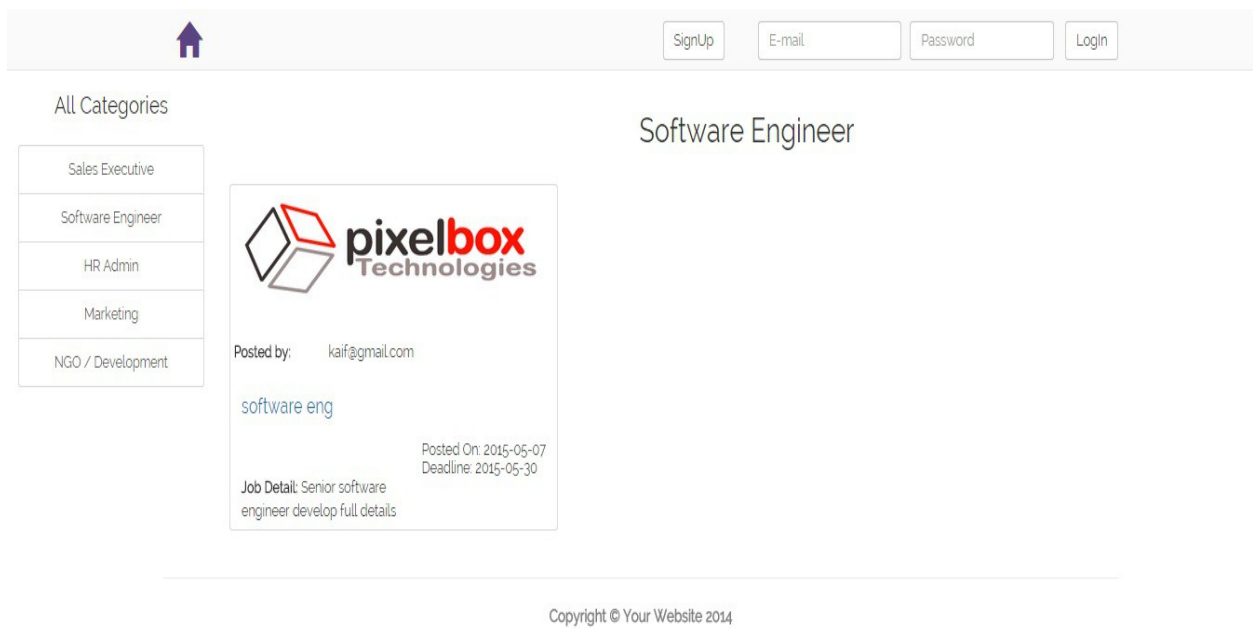 SignUp E-mail Password LogIn
All Categories
Sales Executive
Software Engineer
HR Admin
Marketing
NGO / Development
Software Engineer
pixelbox
Technologies
Posted by: kaif@gmail.com
software eng
Posted On: 2015-05-07
Deadline: 2015-05-30
Job Detail: Senior software
engineer develop full details
Copyright © Your Website 2014